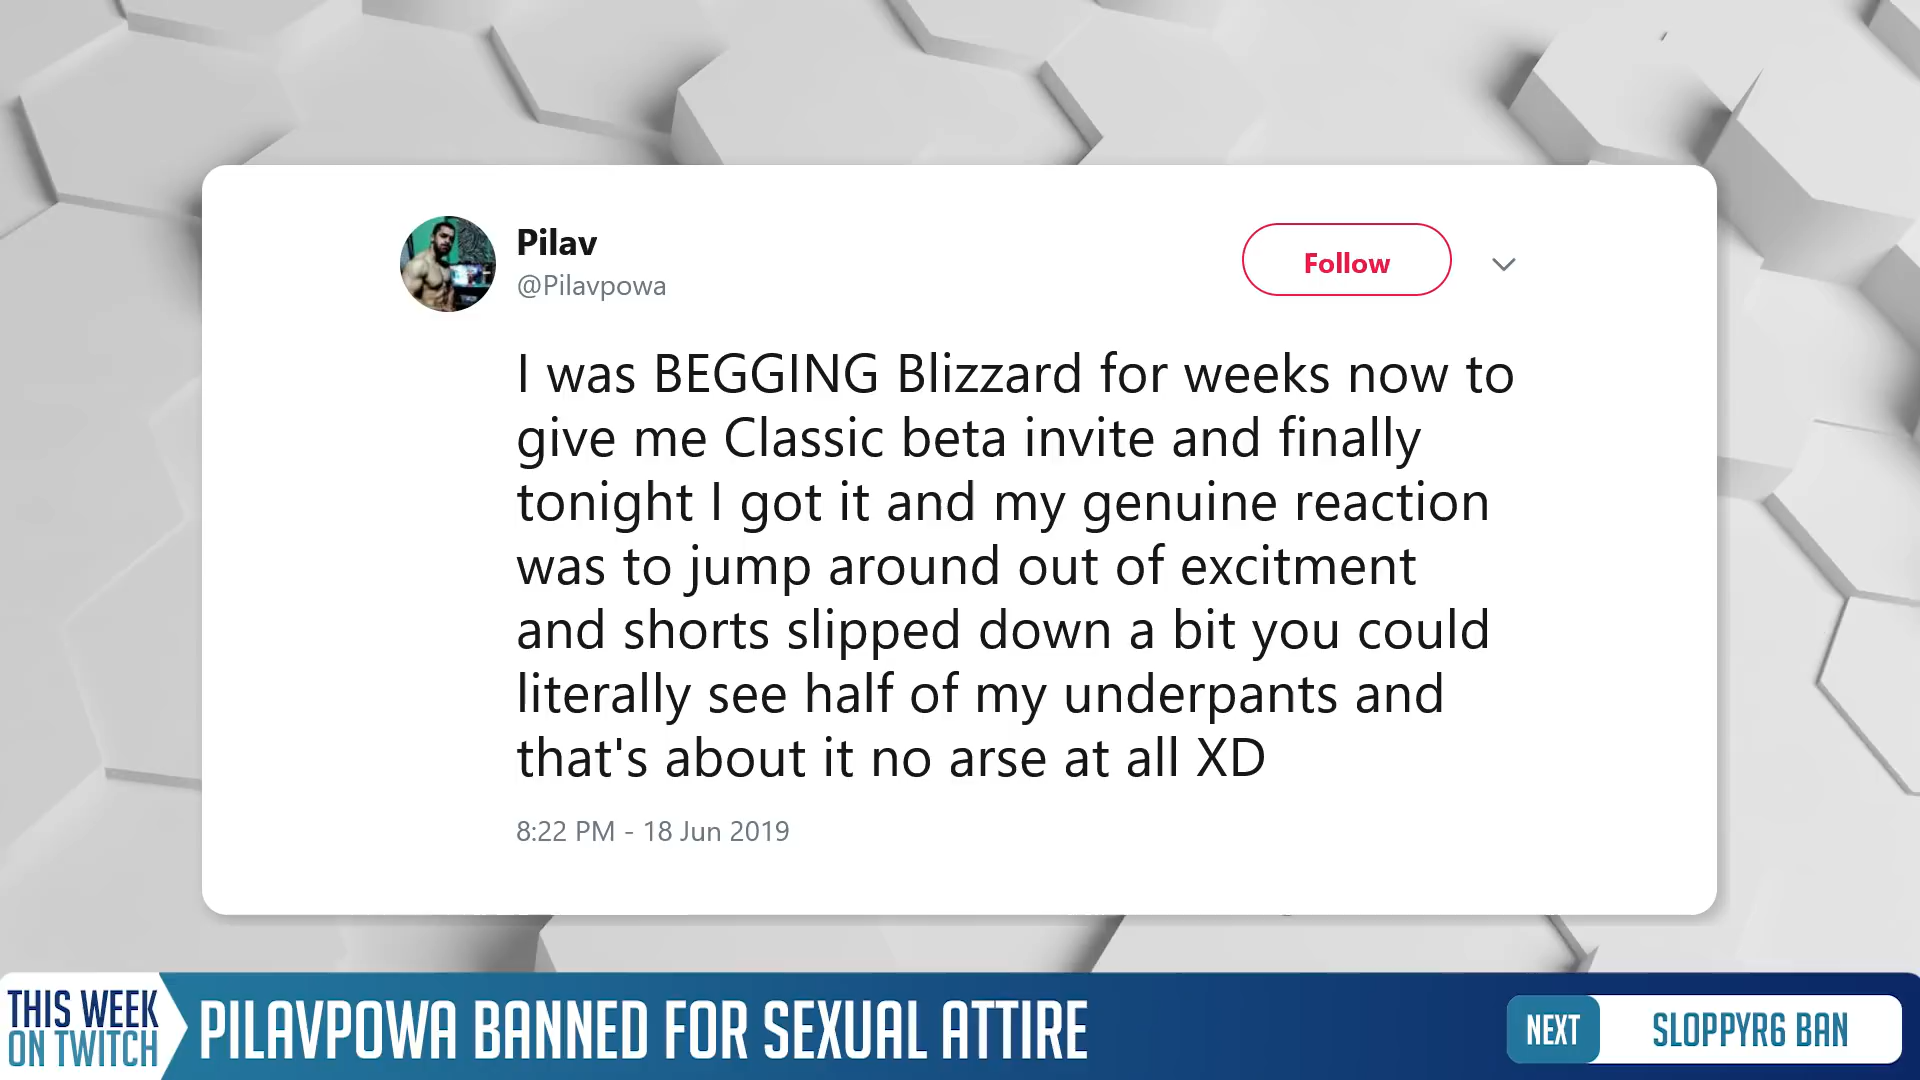 Pilav
@Pilavpowa
Follow
I was BEGGING Blizzard for weeks now to
give me Classic beta invite and finally
tonight I got it and my genuine reaction
was to jump around out of excitment
and shorts slipped down a bit you could
literally see half of my underpants and
that's about it no arse at all XD
8:22 PM - 18 Jun 2019
THIS WEEK
ON TWITCH
PILAVPOWA BANNED FOR SEXUAL ATTIRE
NEXT
SLOPPYR6 BAN